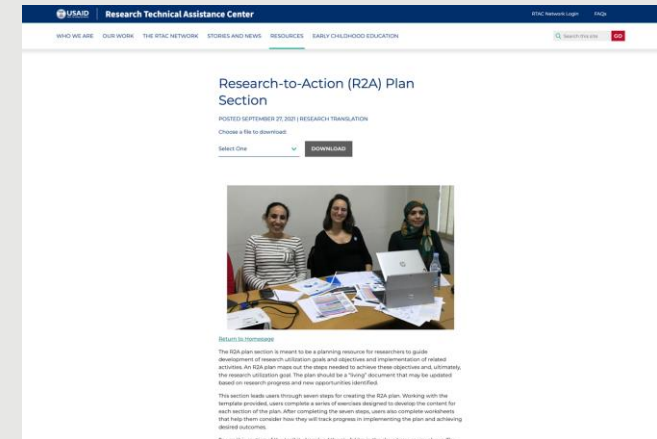 USAID Research Technical Assistance Center
RTAC Network Login FAQs
WHO WE ARE OUR WORK THE RTAC NETWORK STORIES AND NEWS RESOURCES EARLY CHILDHOOD EDUCATION
Search this site GO
Research-to-Action (R2A) Plan
Section
POSTED SEPTEMBER 27, 2021 | RESEARCH TRANSLATION
Choose a file to download:
Select One DOWNLOAD
Return to Homepage
The R2A plan section is meant to be a planning resource for researchers to guide
development of research utilization goals and objectives and implementation of related
activities. An R2A plan maps out the steps needed to achieve these objectives and, ultimately,
the research utilization goal. The plan should be a "living" document that may be updated
based on research progress and new opportunities identified.
This section leads users through seven steps for creating the R2A plan. Working with the
template provided, users complete a series of exercises designed to develop the content for
each section of the plan. After completing the seven steps, users also complete worksheets
that help them consider how they will track progress in implementing the plan and achieving
desired outcomes.